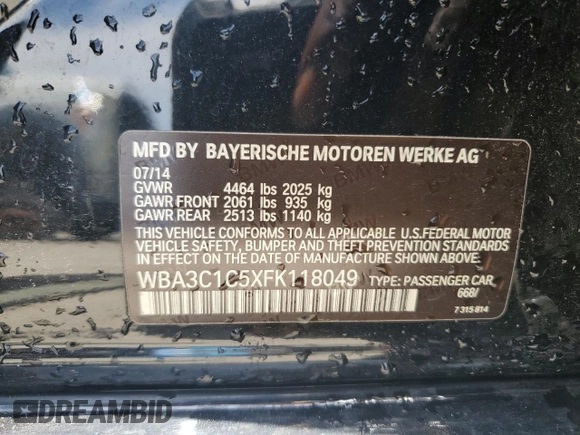 MFD BY BAYERISCHE MOTOREN WERKE AG
07/14
GVWR 4464 lbs 2025 kg
GAWR FRONT 2061 lbs 935 kg
GAWR REAR 2513 lbs 1140 kg
THIS VEHICLE CONFORMS TO ALL APPLICABLE U.S.FEDERAL MOTOR
VEHICLE SAFETY, BUMPER AND THEFT PREVENTION STANDARDS IN EFFECT
ON THE DATE OF MANUFACTURE SHOWN ABOVE.
WBA3C1C5XFK118049 TYPE: PASSENGER CAR
668/
7 315 814
DREAMBID